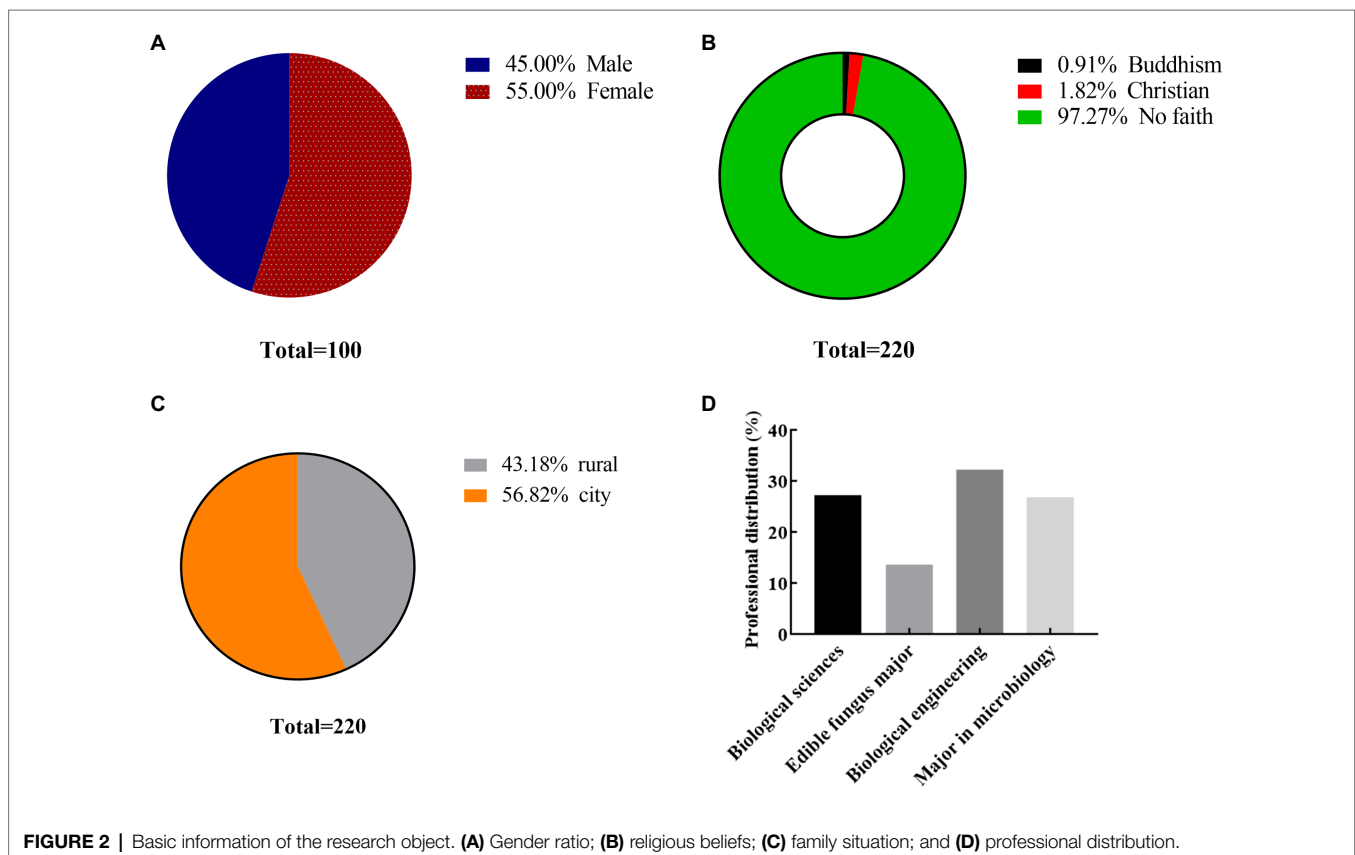 A
45.00% Male
55.00% Female
Total=100
B
0.91% Buddhism
1.82% Christian
97.27% No faith
Total=220
C
43.18% rural
56.82% city
Total=220
D
Professional distribution (%)
40
30
20
10
0
Biological sciences
Edible fungus major
Biological engineering
Major in microbiology
FIGURE 2 | Basic information of the research object. (A) Gender ratio; (B) religious beliefs; (C) family situation; and (D) professional distribution.